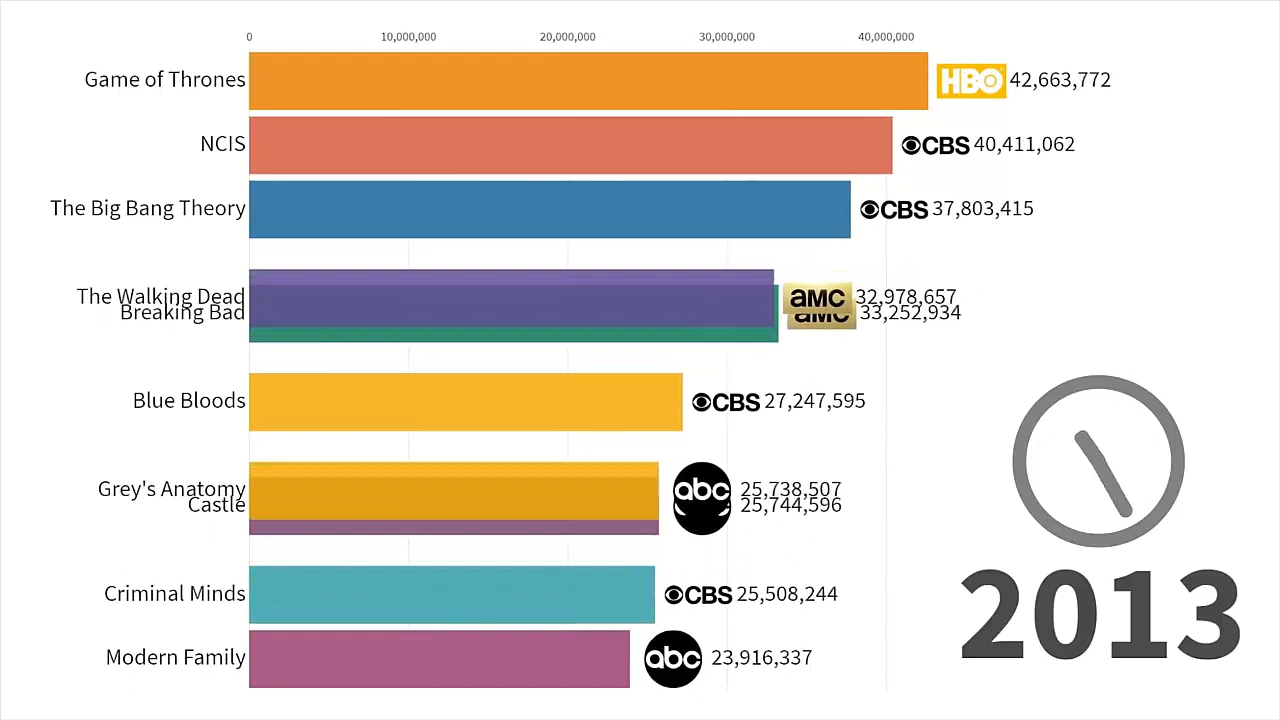 0 10,000,000 20,000,000 30,000,000 40,000,000
Game of Thrones HBO 42,663,772
NCIS CBS 40,411,062
The Big Bang Theory CBS 37,803,415
The Walking Dead aMC 32,978,657
Breaking Bad aMC 33,252,934
Blue Bloods CBS 27,247,595
Grey's Anatomy abc 25,738,507
Castle 25,744,596
Criminal Minds CBS 25,508,244
Modern Family abc 23,916,337
2013